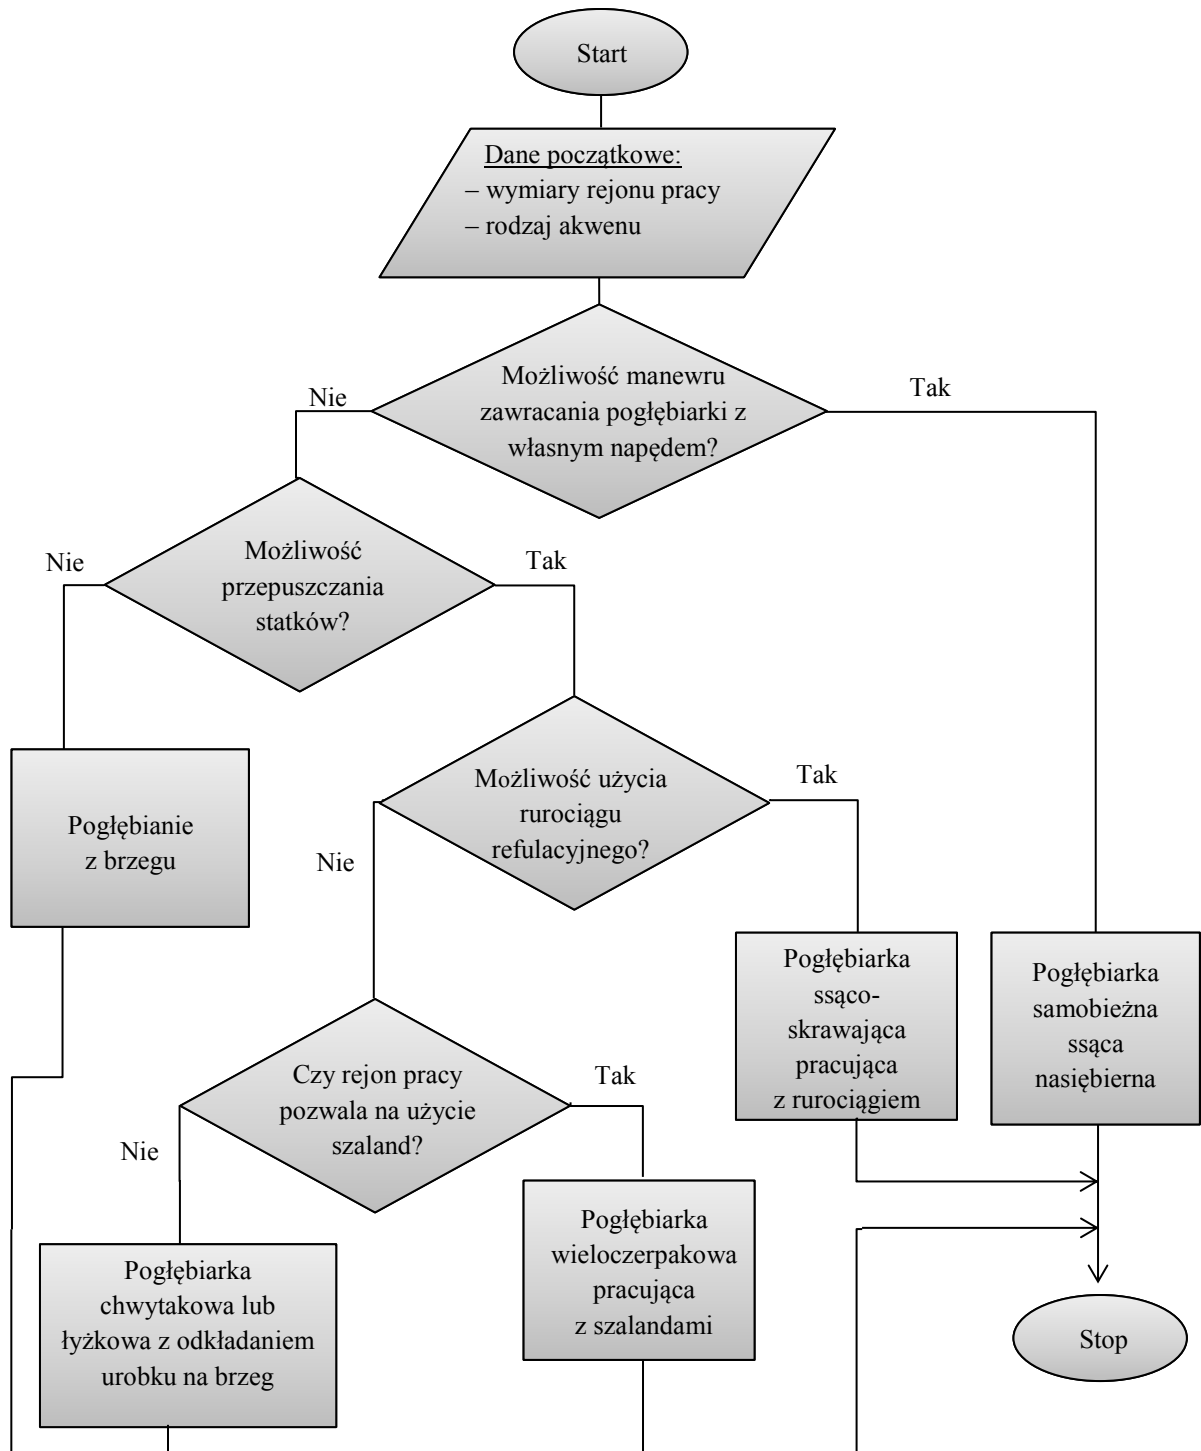 Start
Dane początkowe:
– wymiary rejonu pracy
– rodzaj akwenu
Możliwość manewru
zawracania pogłębiarki z
własnym napędem?
Nie
Tak
Możliwość
przepuszczania
statków?
Nie
Tak
Możliwość użycia
rurociągu
refulacyjnego?
Tak
Nie
Pogłębianie
z brzegu
Pogłębiarka
ssąco-
skrawająca
pracująca
z rurociągiem
Pogłębiarka
samobieżna
ssąca
nasiębierna
Czy rejon pracy
pozwala na użycie
szaland?
Tak
Nie
Pogłębiarka
wieloczerpakowa
pracująca
z szalandami
Pogłębiarka
chwytakowa lub
łyżkowa z odkładaniem
urobku na brzeg
Stop